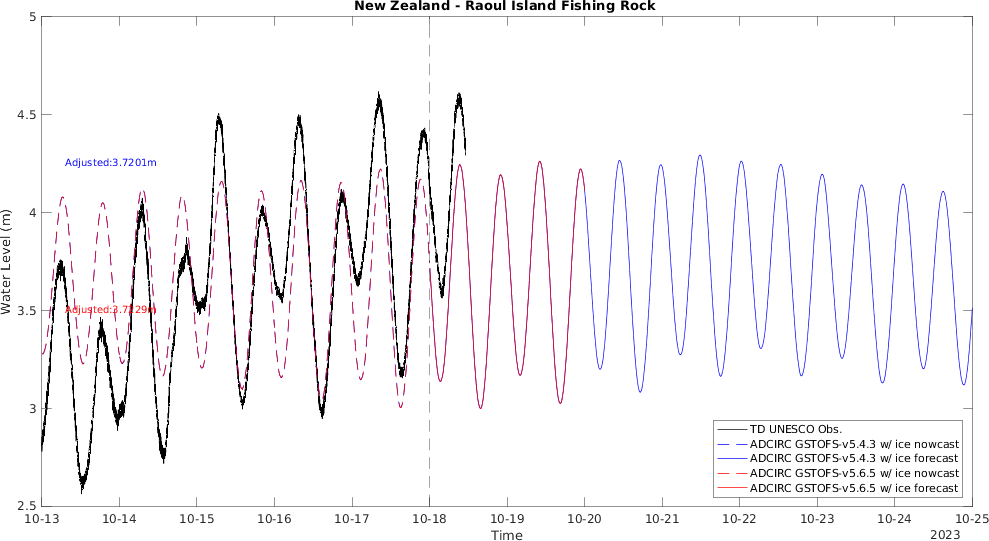 New Zealand - Raoul Island Fishing Rock
5
4.5
4
3.5
3
2.5
Water Level (m)
Adjusted:3.7201m
Adjusted:3.7229m
TD UNESCO Obs.
ADCIRC GSTOFS-v5.4.3 w/ ice nowcast
ADCIRC GSTOFS-v5.4.3 w/ ice forecast
ADCIRC GSTOFS-v5.6.5 w/ ice nowcast
ADCIRC GSTOFS-v5.6.5 w/ ice forecast
10-13 10-14 10-15 10-16 10-17 10-18 10-19 10-20 10-21 10-22 10-23 10-24 10-25
Time
2023